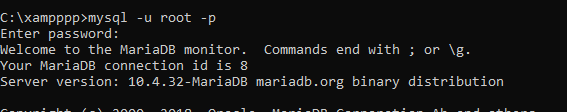 C:\xampppp>mysql -u root -p
Enter password:
Welcome to the MariaDB monitor.  Commands end with ; or \g.
Your MariaDB connection id is 8
Server version: 10.4.32-MariaDB mariadb.org binary distribution
Copyright (c) 2000, 2018, Oracle, MariaDB Corporation Ab and others